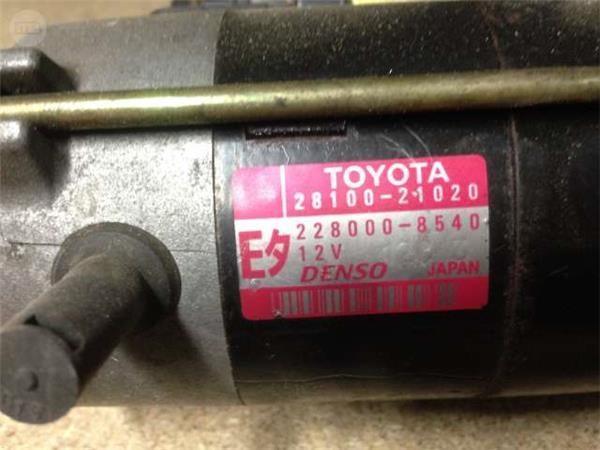 TOYOTA
28100-21020
228000-8540
Eタ
12V
DENSO JAPAN